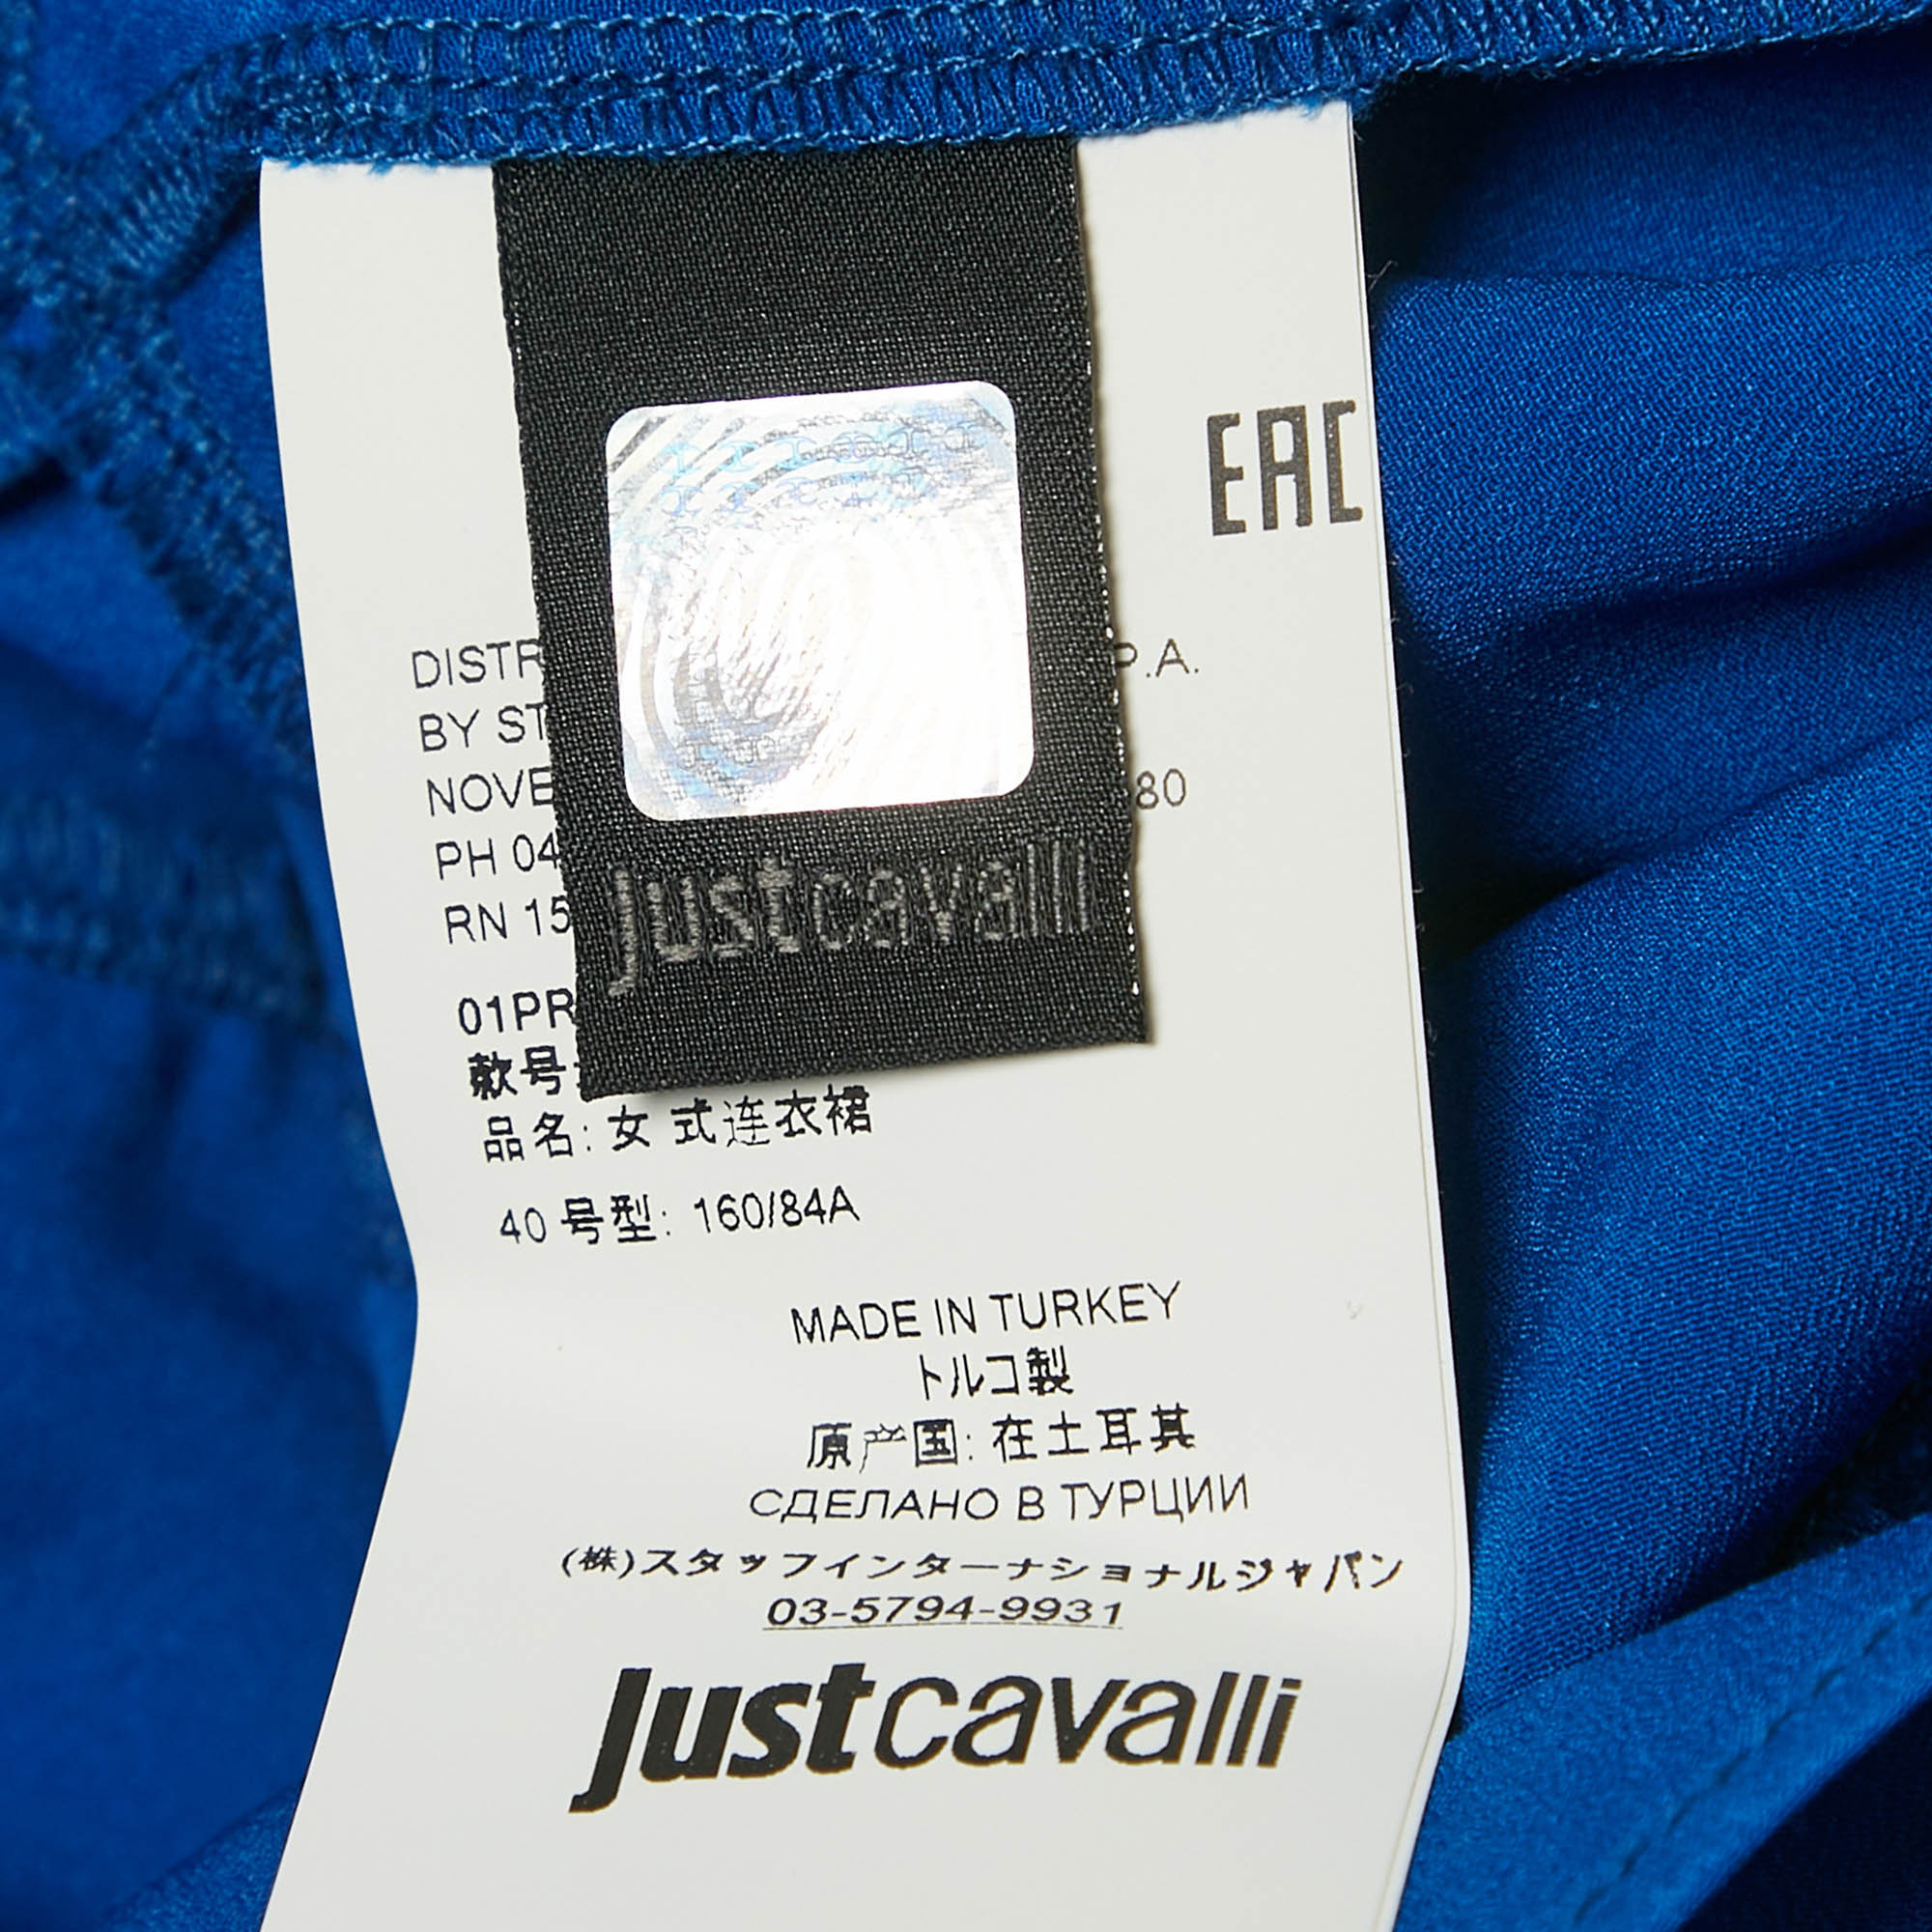 EAC
DISTR
P.A.
BY ST
NOVE
80
PH 04
RN 15
justcavalli
01PR
款号
品名: 女 式连衣裙
40 号型: 160/84A
MADE IN TURKEY
トルコ製
原产国: 在土耳其
СДЕЛАНО В ТУРЦИИ
(株)スタッフインターナショナルジャパン
03-5794-9931
justcavalli